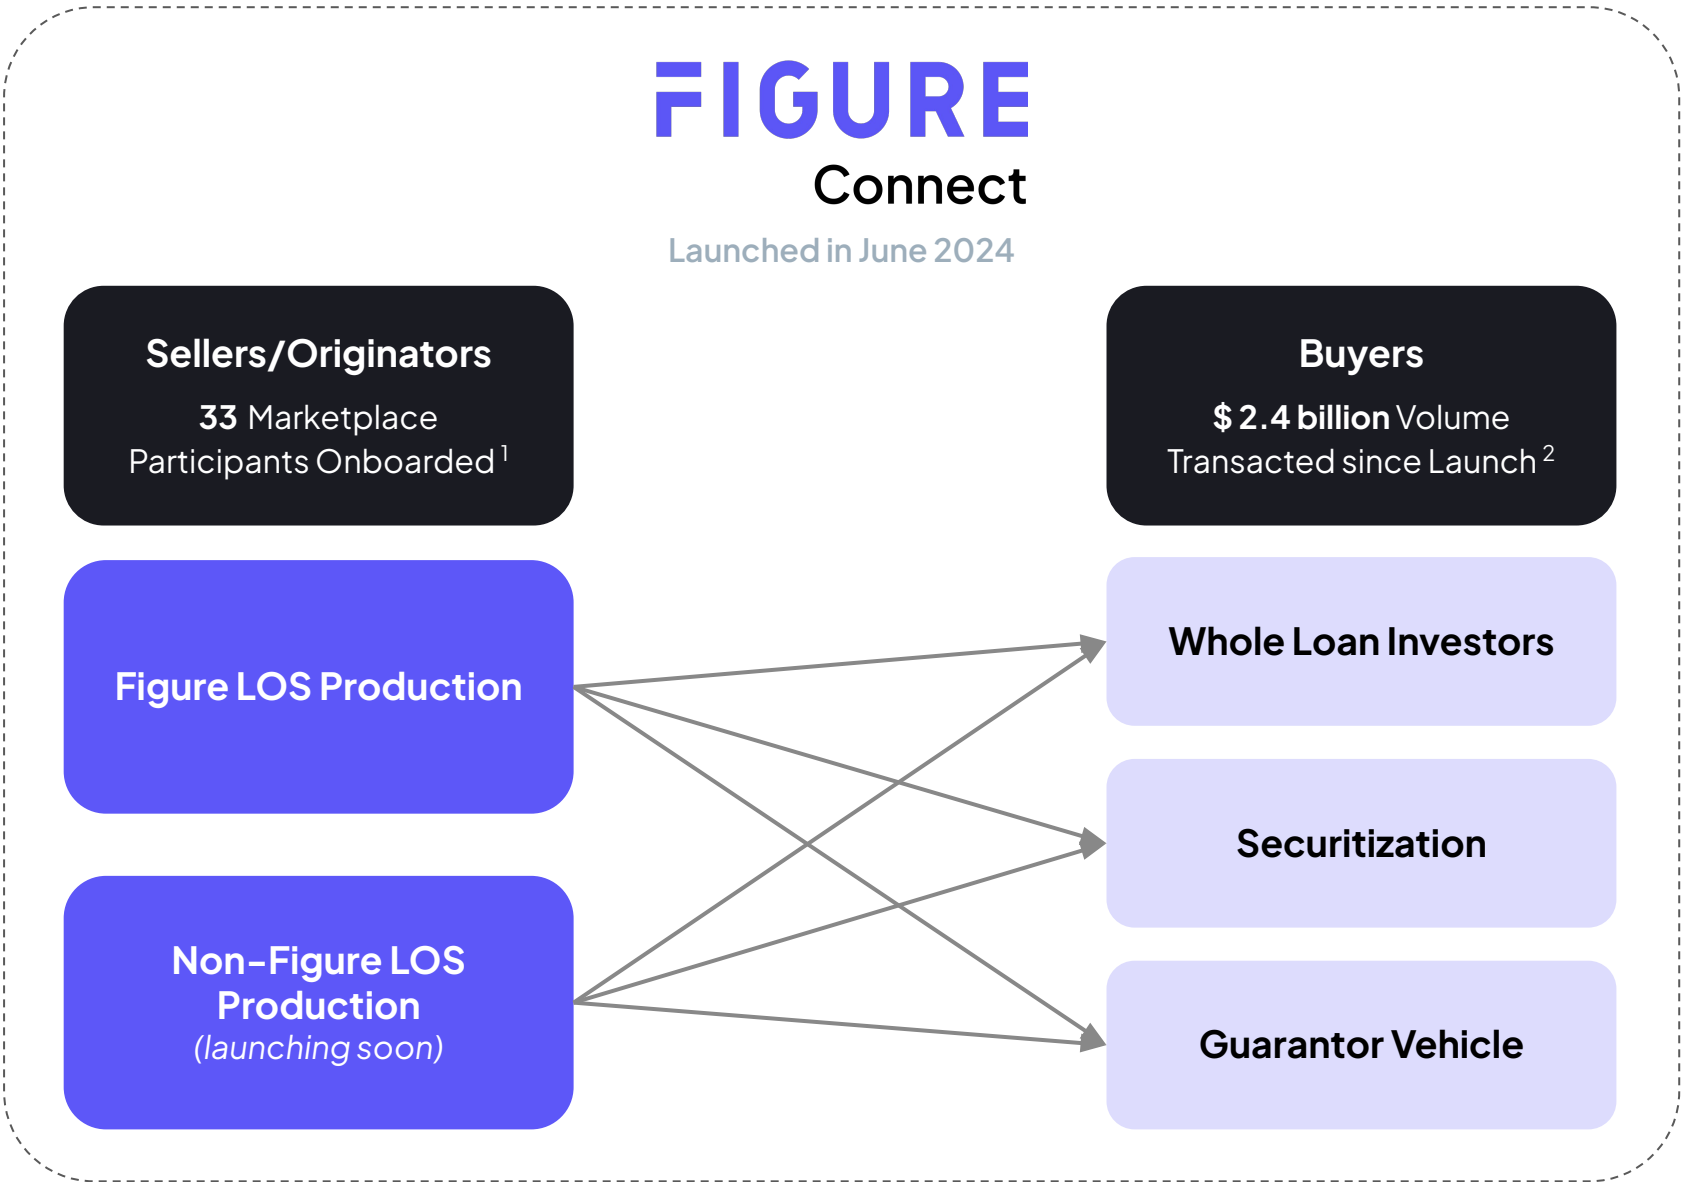 FIGURE
Connect
Launched in June 2024
Sellers/Originators
33 Marketplace
Participants Onboarded 1
Buyers
$ 2.4 billion Volume
Transacted since Launch 2
Figure LOS Production
Non-Figure LOS
Production
(launching soon)
Whole Loan Investors
Securitization
Guarantor Vehicle